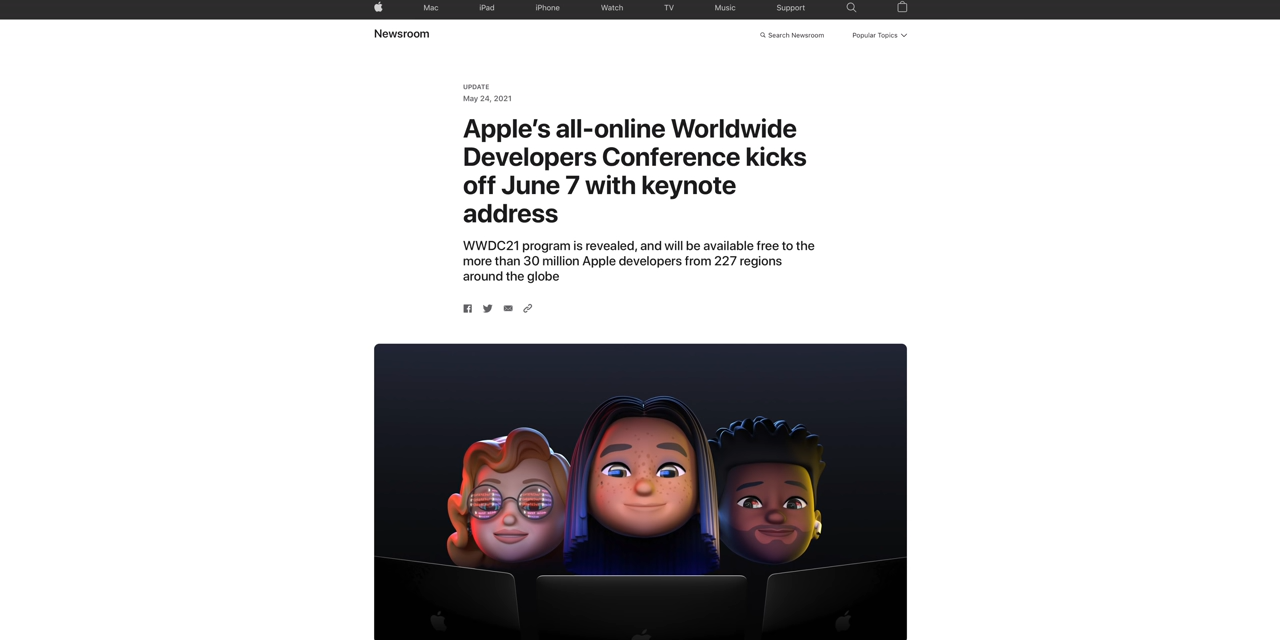 Mac iPad iPhone Watch TV Music Support
Newsroom
Search Newsroom
Popular Topics
UPDATE
May 24, 2021
Apple’s all-online Worldwide
Developers Conference kicks
off June 7 with keynote
address
WWDC21 program is revealed, and will be available free to the
more than 30 million Apple developers from 227 regions
around the globe